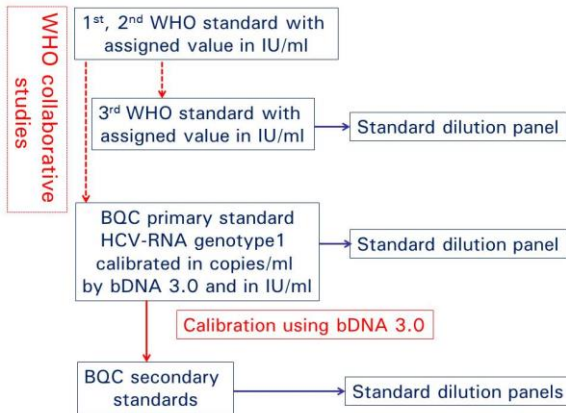 WHO collaborative
studies
1st, 2nd WHO standard with
assigned value in IU/ml
3rd WHO standard with
assigned value in IU/ml
Standard dilution panel
BQC primary standard
HCV-RNA genotype1
calibrated in copies/ml
by bDNA 3.0 and in IU/ml
Standard dilution panel
Calibration using bDNA 3.0
BQC secondary
standards
Standard dilution panels